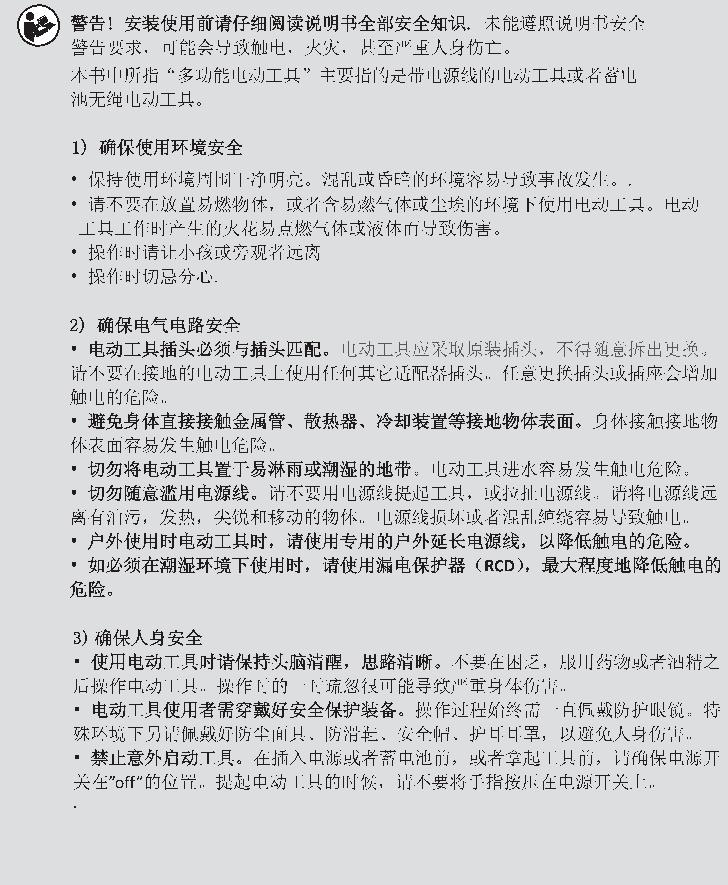 警告！安装使用前请仔细阅读说明书全部安全知识. 未能遵照说明书安全
警告要求，可能会导致触电，火灾，甚至严重人身伤亡。
本书中所指“多功能电动工具”主要指的是带电源线的电动工具或者蓄电
池无绳电动工具。
1）确保使用环境安全
• 保持使用环境周围干净明亮。混乱或昏暗的环境容易导致事故发生。.
• 请不要在放置易燃物体，或者含易燃气体或尘埃的环境下使用电动工具。电动
工具工作时产生的火花易点燃气体或液体而导致伤害。
• 操作时请让小孩或旁观者远离
• 操作时切忌分心.
2）确保电气电路安全
• 电动工具插头必须与插头匹配。电动工具应采取原装插头，不得随意拆出更换。
请不要在接地的电动工具上使用任何其它适配器插头。任意更换插头或插座会增加
触电的危险。
• 避免身体直接接触金属管、散热器、冷却装置等接地物体表面。身体接触接地物
体表面容易发生触电危险。
• 切勿将电动工具置于易淋雨或潮湿的地带。电动工具进水容易发生触电危险。
• 切勿随意滥用电源线。请不要用电源线提起工具，或拉扯电源线。请将电源线远
离有油污，发热，尖锐和移动的物体。电源线损坏或者混乱缠绕容易导致触电。
• 户外使用时电动工具时，请使用专用的户外延长电源线，以降低触电的危险。
• 如必须在潮湿环境下使用时，请使用漏电保护器（RCD），最大程度地降低触电的
危险。
3) 确保人身安全
• 使用电动工具时请保持头脑清醒，思路清晰。不要在困乏，服用药物或者酒精之
后操作电动工具。操作时的一时疏忽很可能导致严重身体伤害。
• 电动工具使用者需穿戴好安全保护装备。操作过程始终需一直佩戴防护眼镜。特
殊环境下另请佩戴好防尘面具、防滑鞋、安全帽、护耳耳罩，以避免人身伤害。
• 禁止意外启动工具。在插入电源或者蓄电池前，或者拿起工具前，请确保电源开
关在”off”的位置。提起电动工具的时候，请不要将手指按压在电源开关上。
.